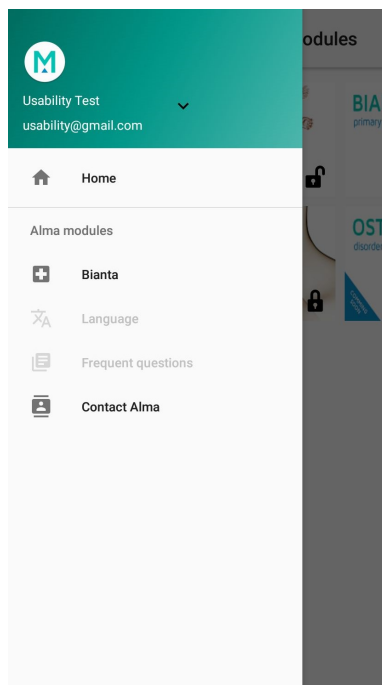 odules
Usability Test
usability@gmail.com
BIA
primary
Home
Alma modules
OST
disorde
Bianta
Language
Frequent questions
Contact Alma